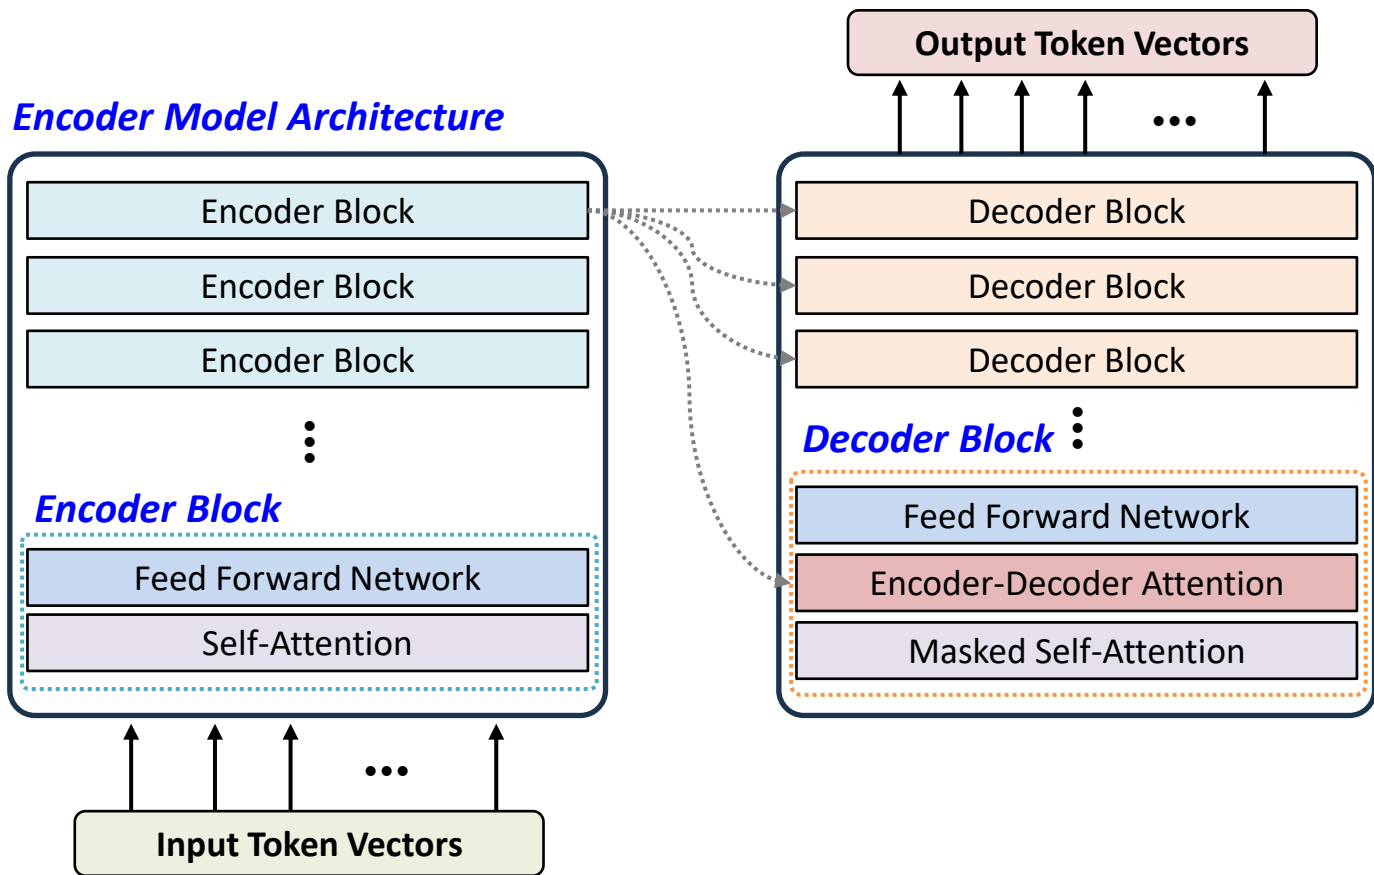 Encoder Model Architecture
Encoder Block
Encoder Block
Encoder Block
Encoder Block
Feed Forward Network
Self-Attention
Input Token Vectors
Output Token Vectors
Decoder Block
Decoder Block
Decoder Block
Decoder Block
Feed Forward Network
Encoder-Decoder Attention
Masked Self-Attention